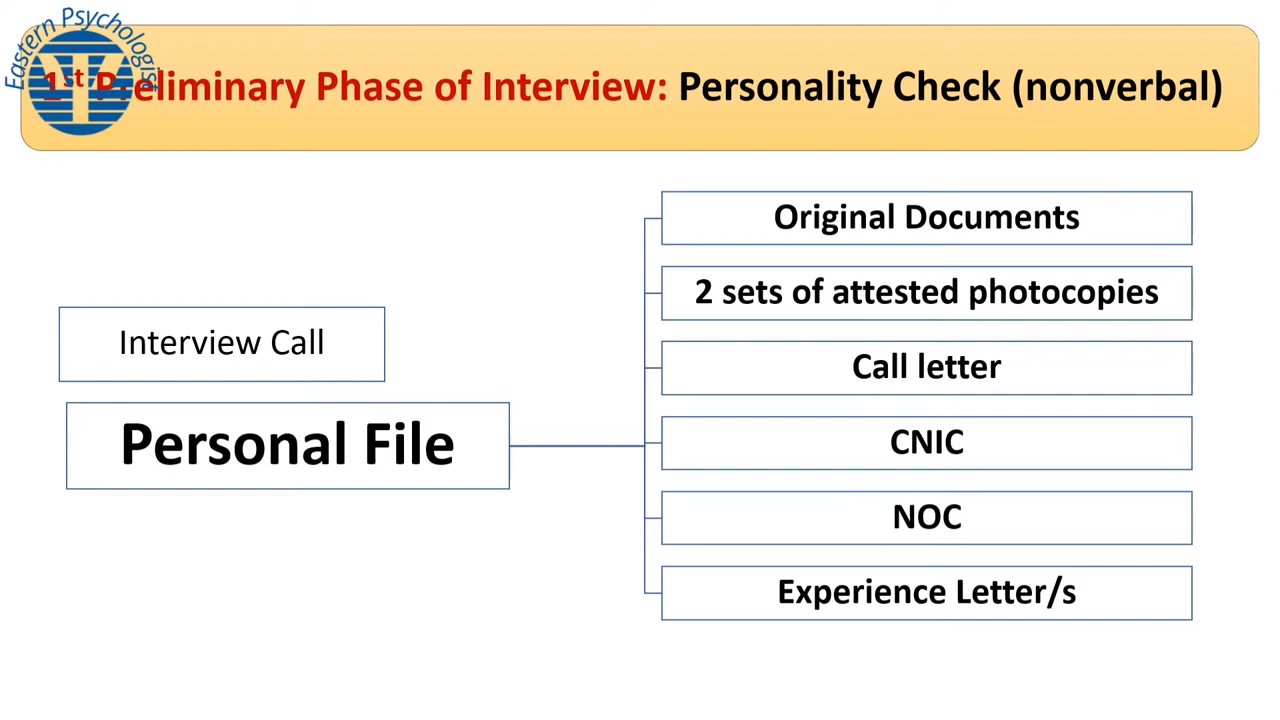 Eastern Psychologist
1st Preliminary Phase of Interview: Personality Check (nonverbal)
Original Documents
2 sets of attested photocopies
Interview Call
Call letter
Personal File
CNIC
NOC
Experience Letter/s